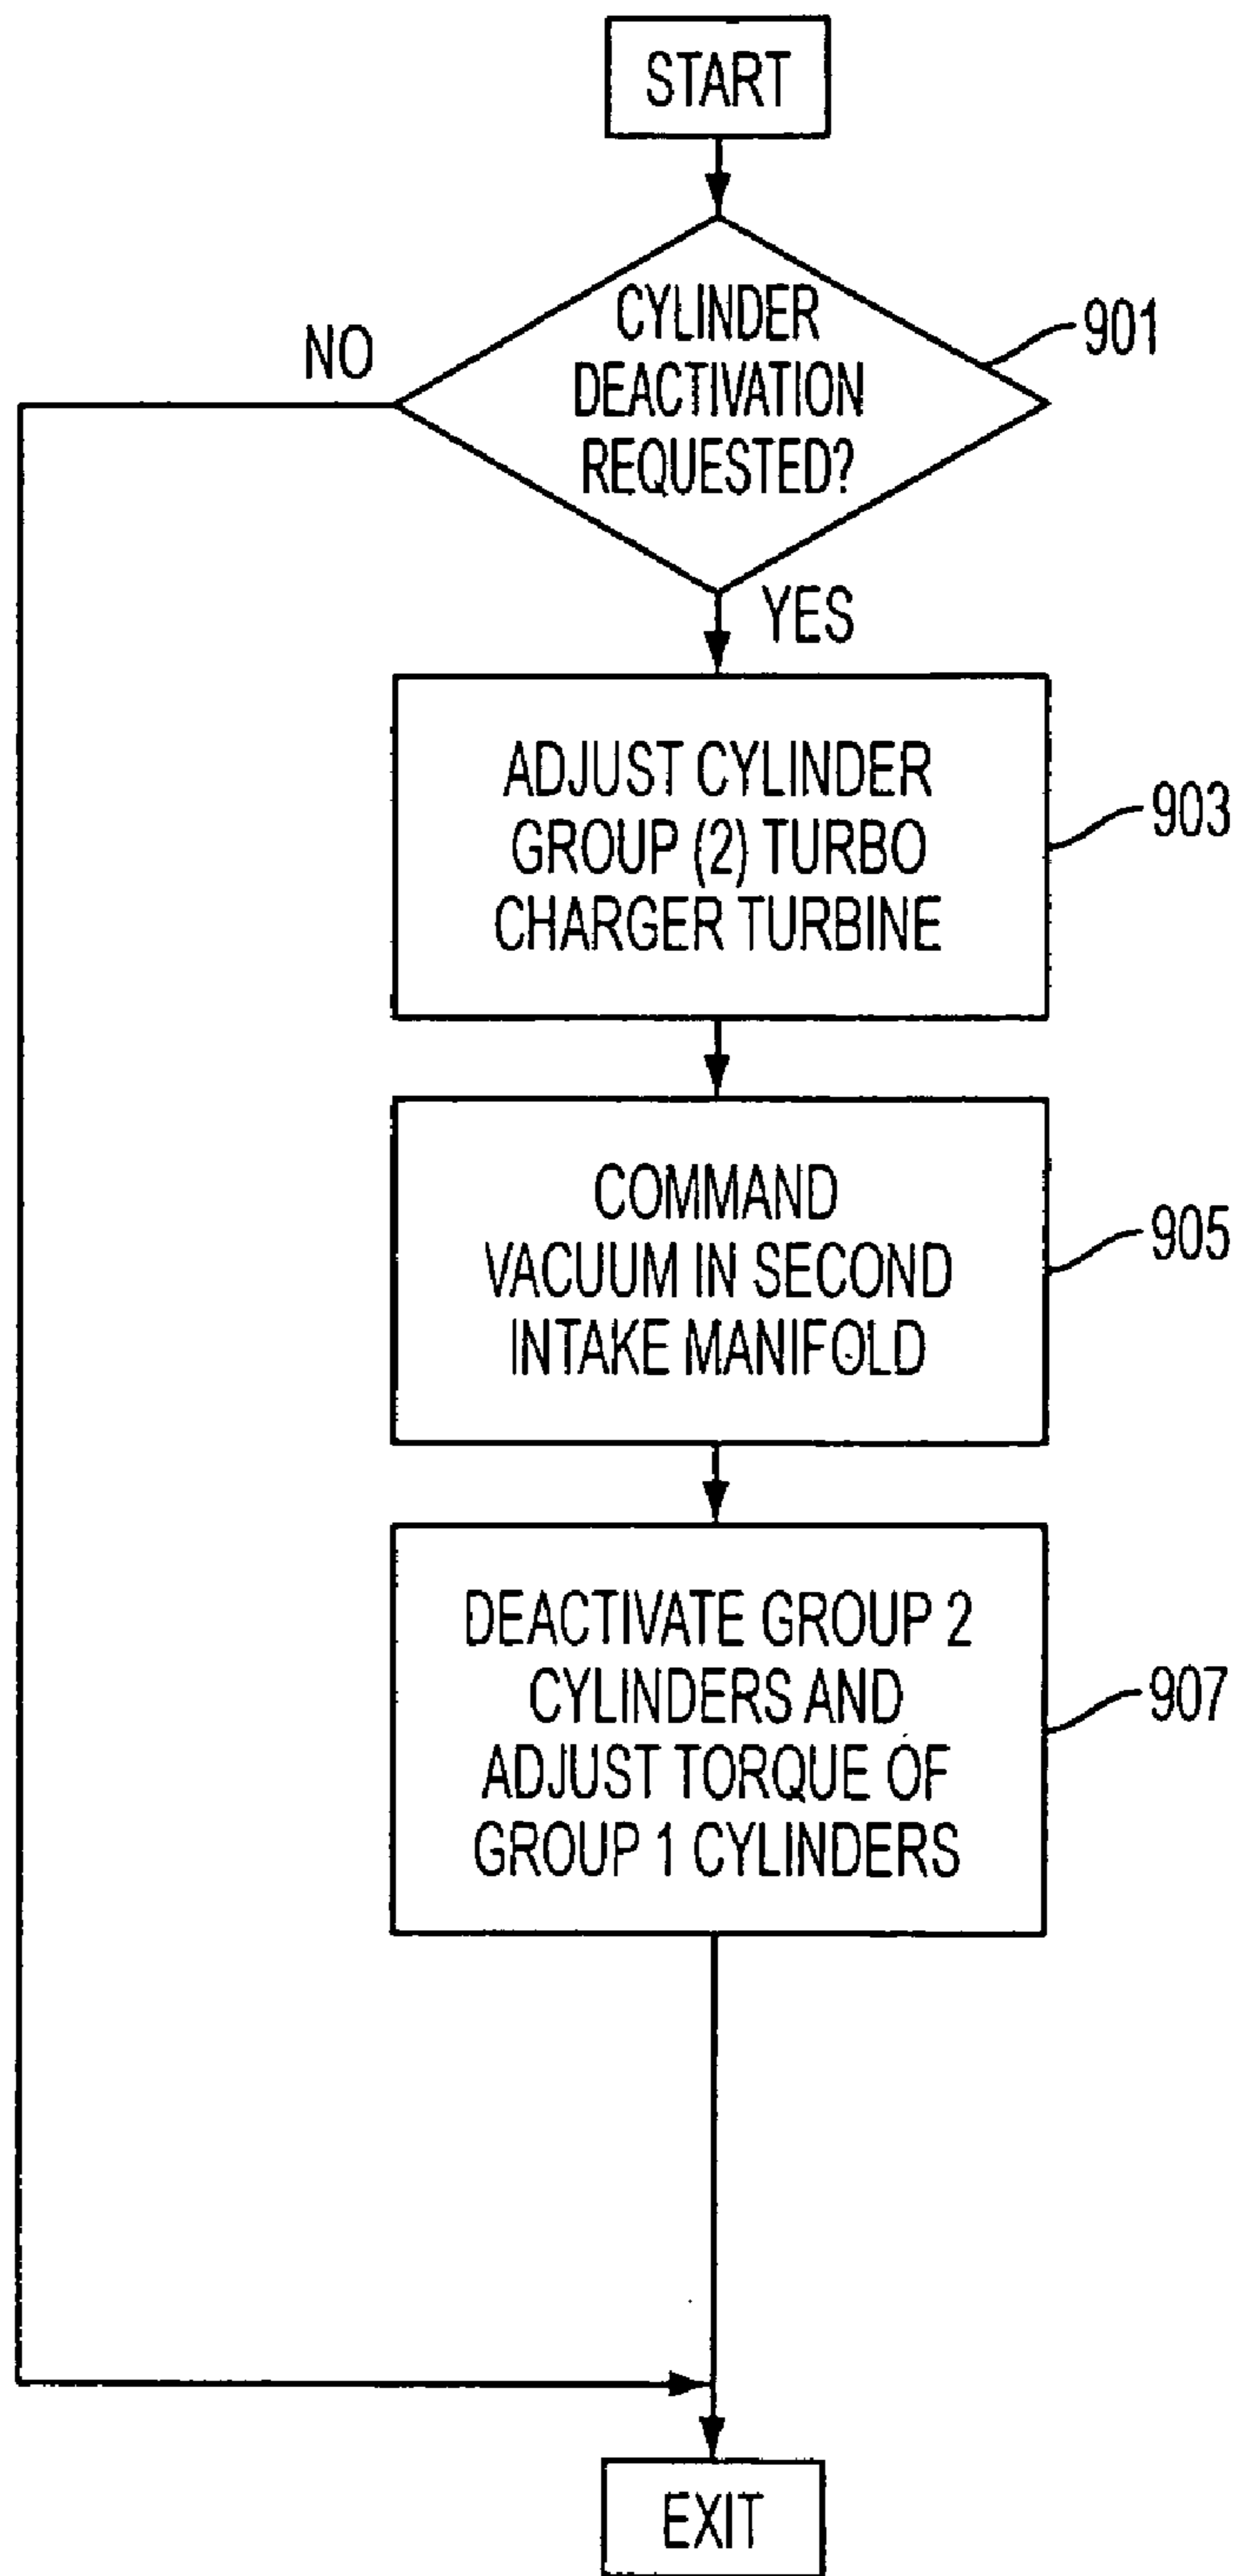 START
CYLINDER
DEACTIVATION
REQUESTED?
901
NO
YES
ADJUST CYLINDER
GROUP (2) TURBO
CHARGER TURBINE
903
COMMAND
VACUUM IN SECOND
INTAKE MANIFOLD
905
DEACTIVATE GROUP 2
CYLINDERS AND
ADJUST TORQUE OF
GROUP 1 CYLINDERS
907
EXIT